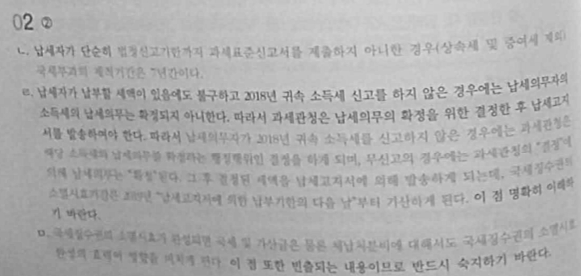 02 ②
ㄴ. 납세자가 단순히 법정신고기한까지 과세표준신고서를 제출하지 아니한 경우(상속세 및 증여세 제외)
국세부과의 제척기간은 7년간이다.
ㄹ. 납세자가 납부할 세액이 있음에도 불구하고 2018년 귀속 소득세 신고를 하지 않은 경우에는 납세의무자의
소득세의 납세의무는 확정되지 아니한다. 따라서 과세관청은 납세의무의 확정을 위한 결정한 후 납세고지
서를 발송하여야 한다. 따라서 납세의무자가 2018년 귀속 소득세를 신고하지 않은 경우에는 과세관청은
해당 소득세의 납세의무를 확정하는 행정행위인 결정을 하게 되며, 무신고의 경우에는 과세관청의 "결정"에
의해 납세의무는 "확정"된다. 그 후 결정된 세액을 납세고지서에 의해 발송하게 되는데, 국세징수권의
소멸시효기간은 "납세고지서에 의한 납부기한의 다음 날"부터 가산하게 된다. 이 점 명확히 이해하
기 바란다.
ㅁ. 국세징수권의 소멸시효가 완성되면 국세 및 가산금은 물론 체납처분비에 대해서도 국세징수권의 소멸시효
완성의 효력이 영향을 미치게 된다. 이 점 또한 빈출되는 내용이므로 반드시 숙지하기 바란다.